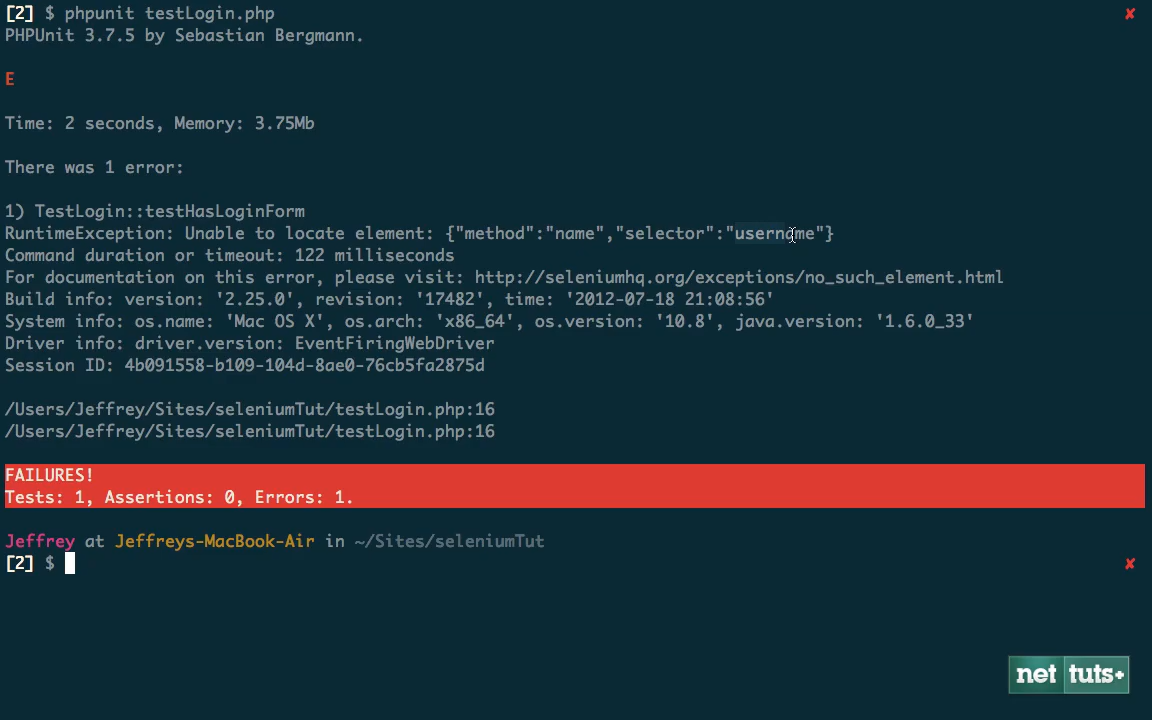 [2] $ phpunit testLogin.php ✘
PHPUnit 3.7.5 by Sebastian Bergmann.
E
Time: 2 seconds, Memory: 3.75Mb
There was 1 error:
1) TestLogin::testHasLoginForm
RuntimeException: Unable to locate element: {"method":"name","selector":"username"}
Command duration or timeout: 122 milliseconds
For documentation on this error, please visit: http://seleniumhq.org/exceptions/no_such_element.html
Build info: version: '2.25.0', revision: '17482', time: '2012-07-18 21:08:56'
System info: os.name: 'Mac OS X', os.arch: 'x86_64', os.version: '10.8', java.version: '1.6.0_33'
Driver info: driver.version: EventFiringWebDriver
Session ID: 4b091558-b109-104d-8ae0-76cb5fa2875d
/Users/Jeffrey/Sites/seleniumTut/testLogin.php:16
/Users/Jeffrey/Sites/seleniumTut/testLogin.php:16
FAILURES!
Tests: 1, Assertions: 0, Errors: 1.
Jeffrey at Jeffreys-MacBook-Air in ~/Sites/seleniumTut
[2] $ ✘
net tuts+